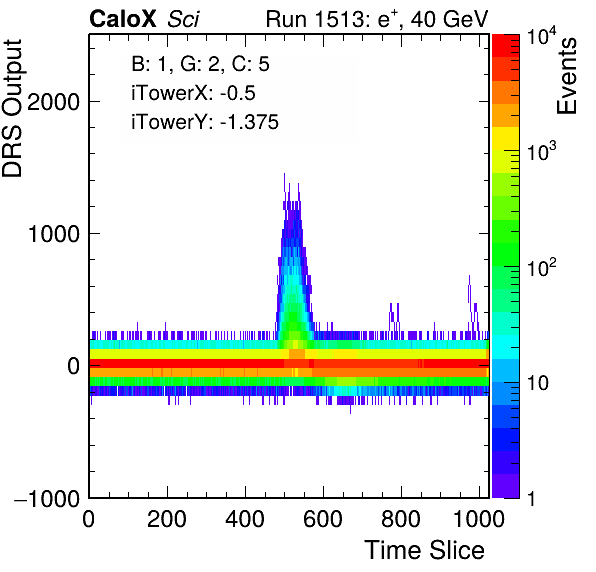 CaloX Sci Run 1513: e⁺, 40 GeV
B: 1, G: 2, C: 5
iTowerX: -0.5
iTowerY: -1.375
DRS Output
2000
1000
0
−1000
0 200 400 600 800 1000
Time Slice
Events
10⁴
10³
10²
10
1